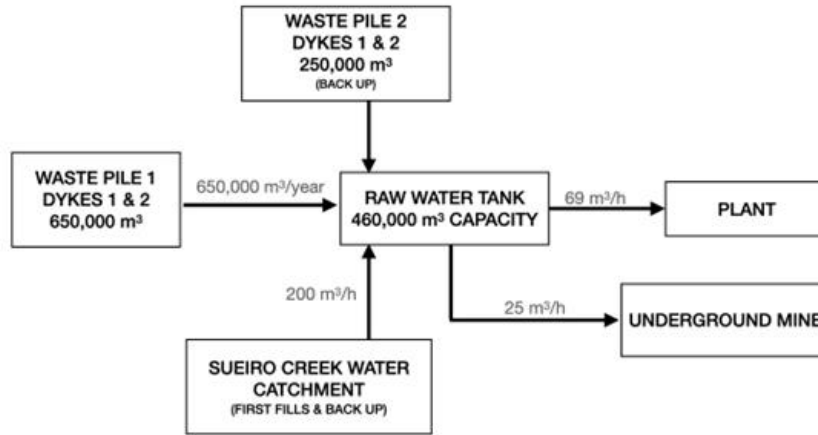 WASTE PILE 2
DYKES 1 & 2
250,000 m³
(BACK UP)
WASTE PILE 1
DYKES 1 & 2
650,000 m³
650,000 m³/year
RAW WATER TANK
460,000 m³ CAPACITY
69 m³/h
PLANT
200 m³/h
25 m³/h
UNDERGROUND MINE
SUEIRO CREEK WATER
CATCHMENT
(FIRST FILLS & BACK UP)